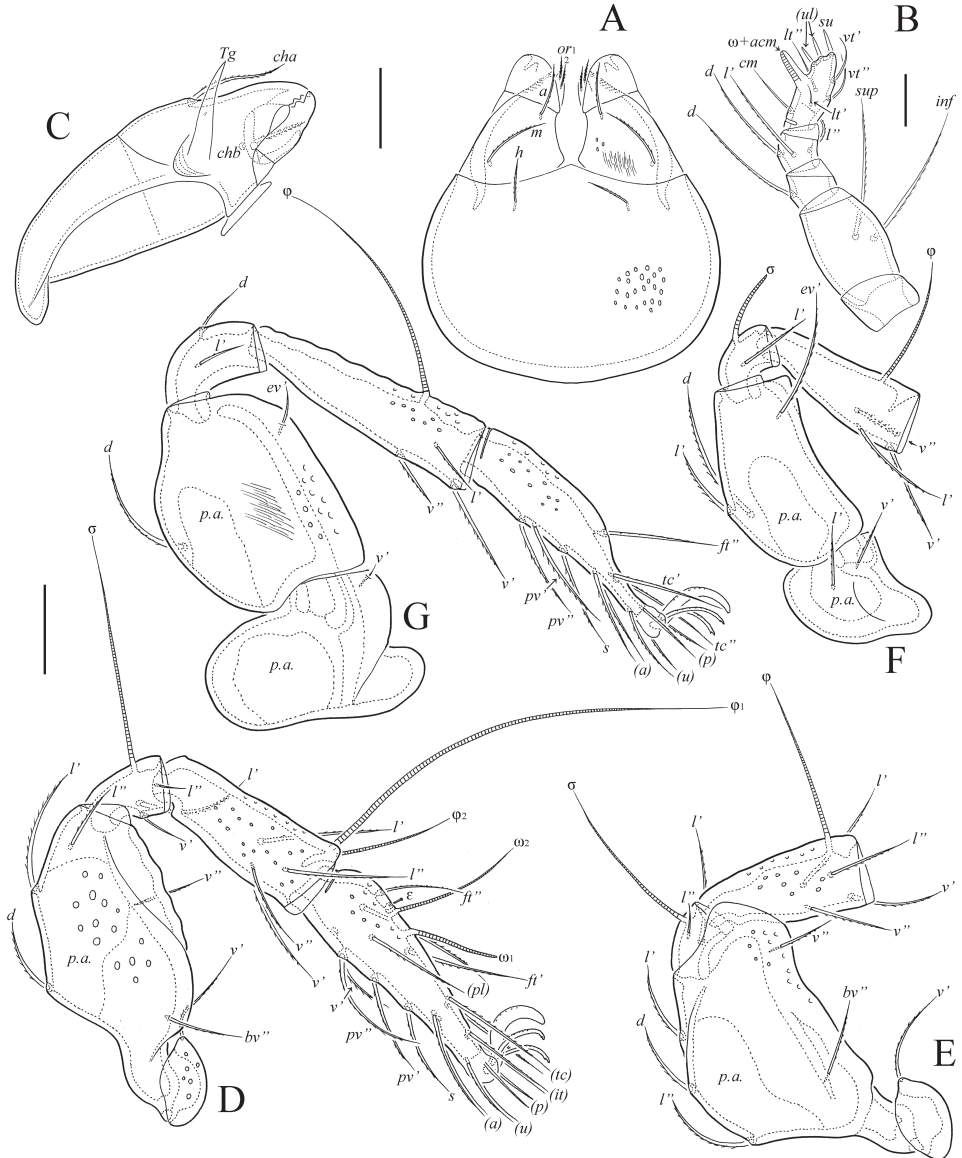 A
or1
2
a
m
h
B
(ul)
su
lt"
vt'
ω+acm
cm
vt"
l'
d
sup
inf
lt'
l"
d
C
Tg
cha
chb
φ
d
l'
ev'
d
p.a.
v"
l'
v'
v'
ft"
pv'
pv"
tc'
tc"
s
(a)
(p)
(u)
G
p.a.
σ
ev'
φ
l'
d
l'
v"
p.a.
l'
v'
l'
v'
p.a.
F
σ
φ1
l'
l'
l"
l"
v'
l'
φ2
ω2
l"
ft"
ε
v"
d
p.a.
v"
v'
ω1
ft'
(pl)
v'
v'
bv"
pv"
pv'
s
(tc)
(it)
(p)
(a)
(u)
D
φ
σ
l'
l
l"
l"
v'
v"
v"
l'
d
bv"
v'
p.a.
l"
E